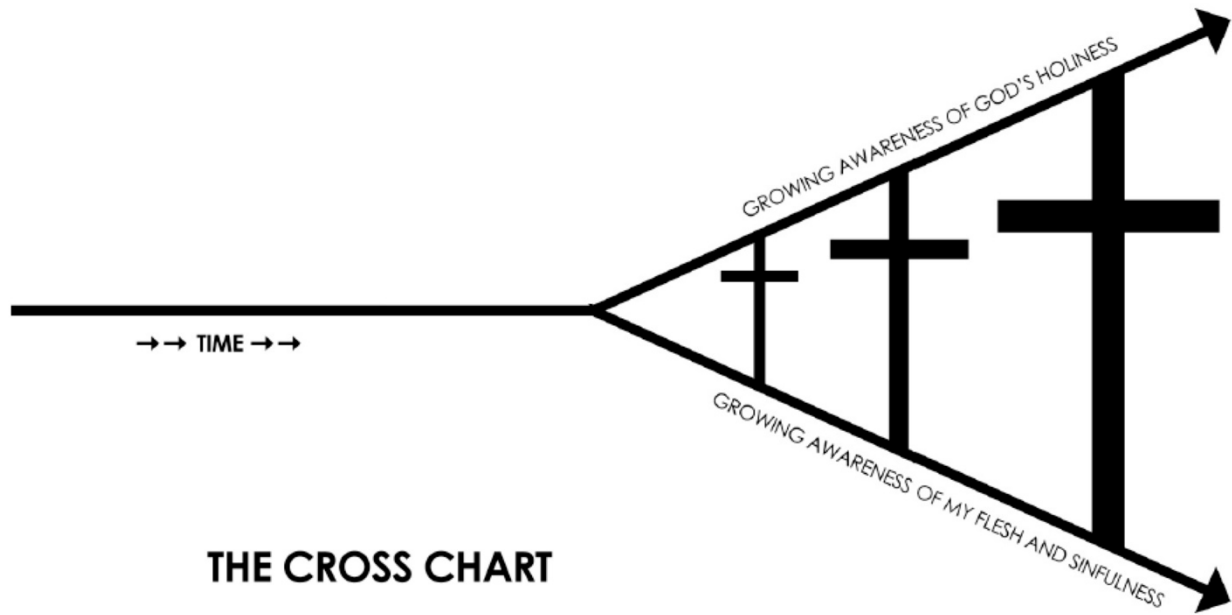 GROWING AWARENESS OF GOD'S HOLINESS
→→ TIME →→
GROWING AWARENESS OF MY FLESH AND SINFULNESS
THE CROSS CHART